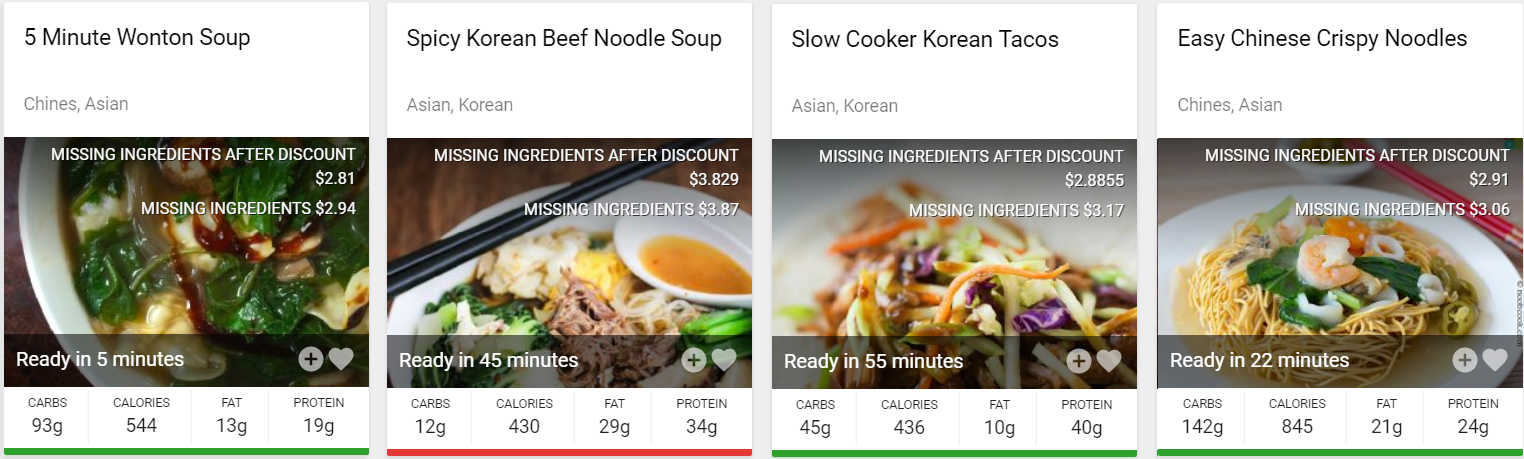 5 Minute Wonton Soup
Chines, Asian
MISSING INGREDIENTS AFTER DISCOUNT
$2.81
MISSING INGREDIENTS $2.94
Ready in 5 minutes
CARBS CALORIES FAT PROTEIN
93g 544 13g 19g
Spicy Korean Beef Noodle Soup
Asian, Korean
MISSING INGREDIENTS AFTER DISCOUNT
$3.829
MISSING INGREDIENTS $3.87
Ready in 45 minutes
CARBS CALORIES FAT PROTEIN
12g 430 29g 34g
Slow Cooker Korean Tacos
Asian, Korean
MISSING INGREDIENTS AFTER DISCOUNT
$2.8855
MISSING INGREDIENTS $3.17
Ready in 55 minutes
CARBS CALORIES FAT PROTEIN
45g 436 10g 40g
Easy Chinese Crispy Noodles
Chines, Asian
MISSING INGREDIENTS AFTER DISCOUNT
$2.91
MISSING INGREDIENTS $3.06
© noobcook.com
Ready in 22 minutes
CARBS CALORIES FAT PROTEIN
142g 845 21g 24g